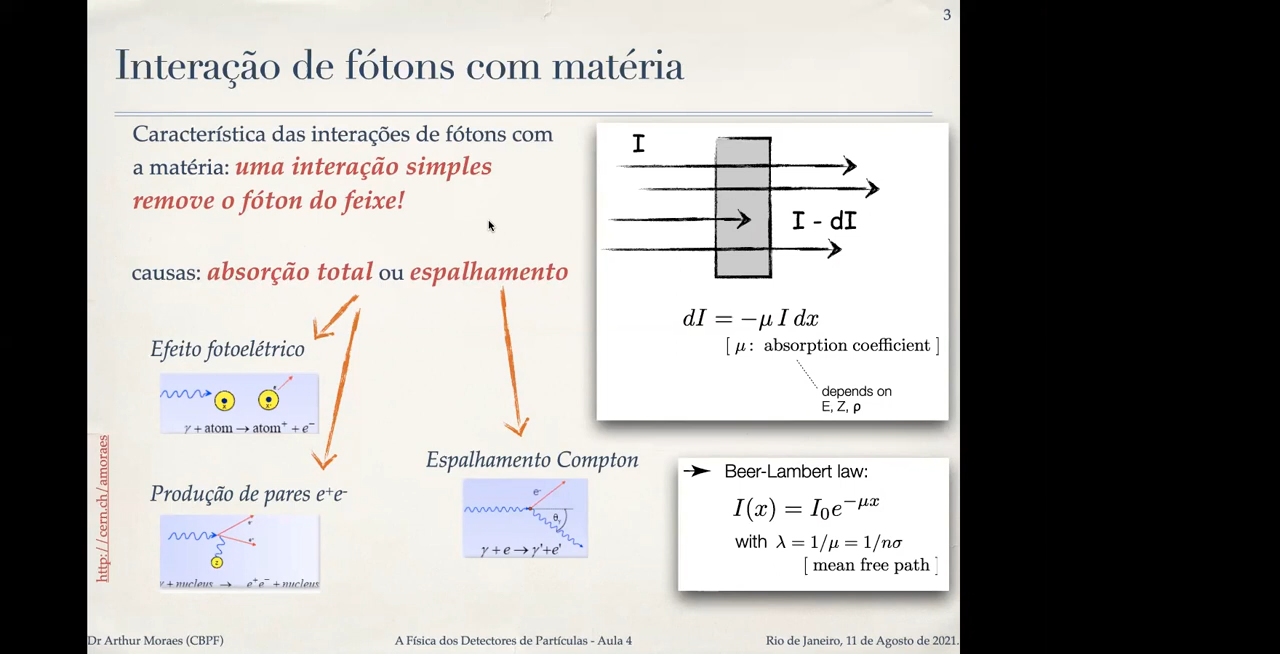 3
Interação de fótons com matéria
Característica das interações de fótons com
a matéria: uma interação simples
remove o fóton do feixe!
causas: absorção total ou espalhamento
Efeito fotoelétrico
γ + atom → atom⁺ + e⁻
Produção de pares e⁺e⁻
z
γ + nucleus → e⁺e⁻ + nucleus
Espalhamento Compton
e⁻
θ
γ + e → γ' + e'
I
I - dI
dI = −μ I dx
[ μ : absorption coefficient ]
depends on
E, Z, ρ
Beer-Lambert law:
I(x) = I₀e^{−μx}
with λ = 1/μ = 1/nσ
[ mean free path ]
http://cern.ch/amoraes
Dr Arthur Moraes (CBPF)
A Física dos Detectores de Partículas - Aula 4
Rio de Janeiro, 11 de Agosto de 2021.